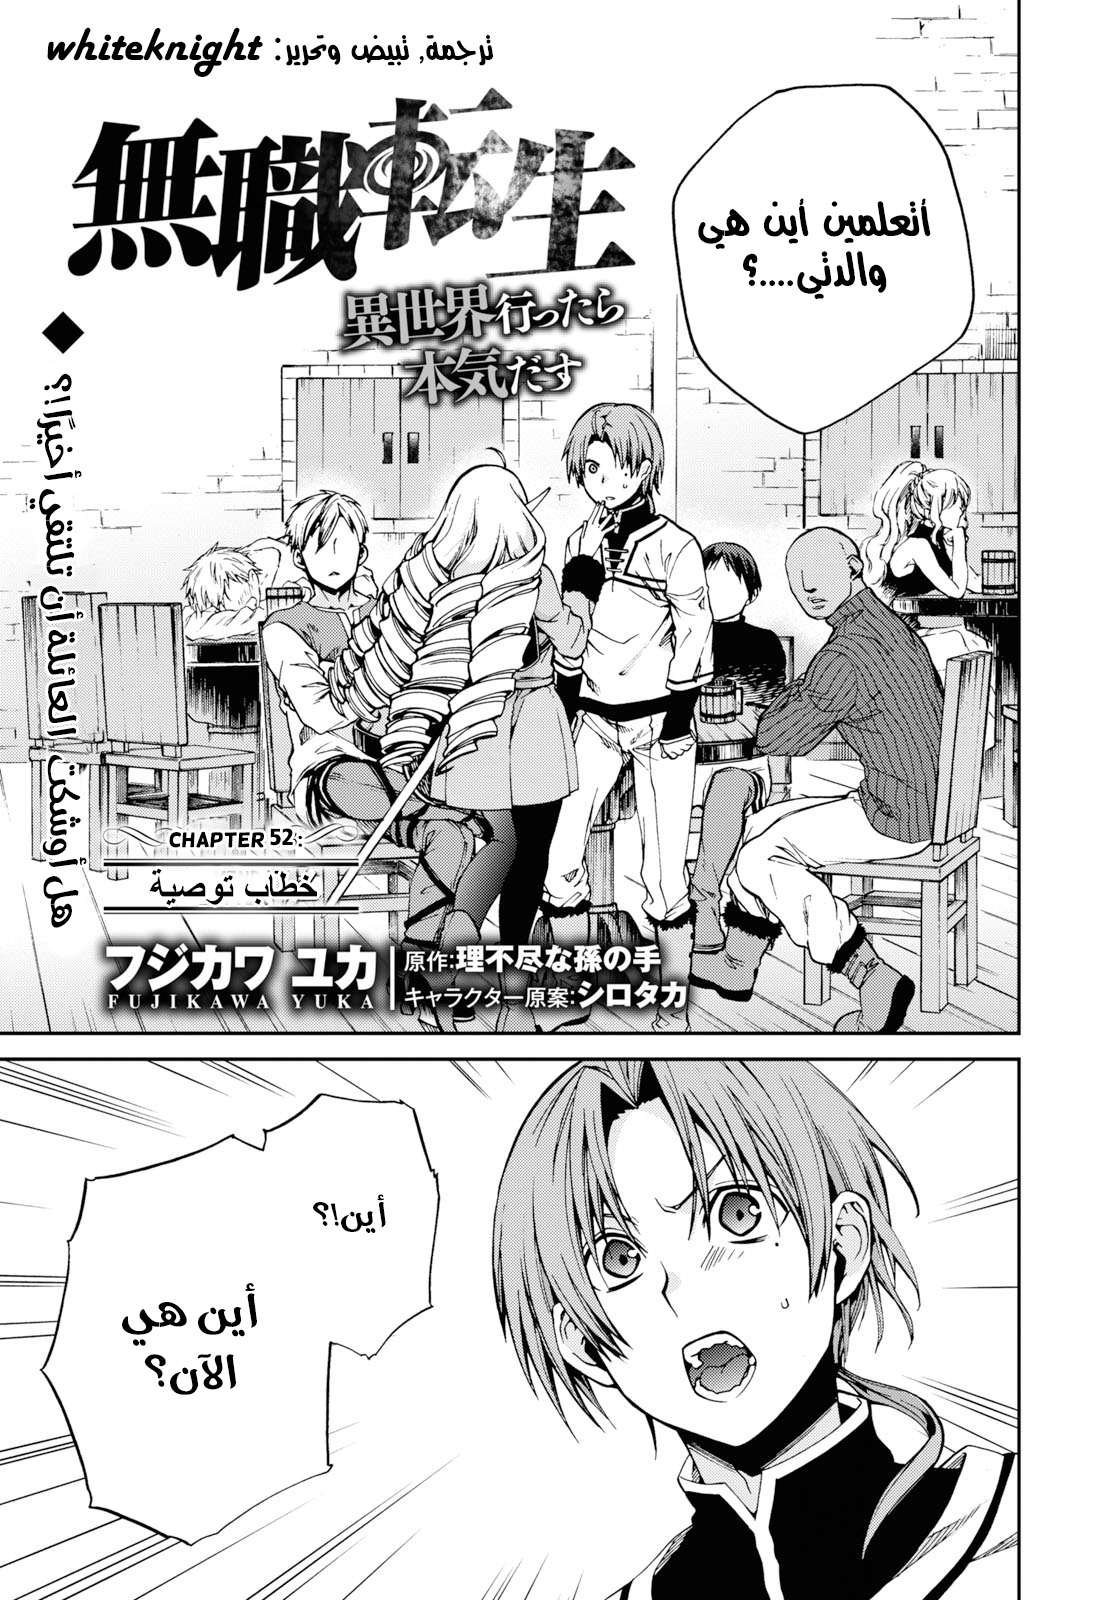 ترجمة, تبيض وتحرير: whiteknight
無職転生
異世界行ったら
本気だす
أتعلمين أين هي
والدتي....؟
◆ هل أوشكت العائلة أن تلتقي أخيرًا!؟
CHAPTER 52:
خطاب توصية
フジカワ ユカ
FUJIKAWA YUKA
原作:理不尽な孫の手
キャラクター原案:シロタカ
أين!؟
أين هي
الآن؟